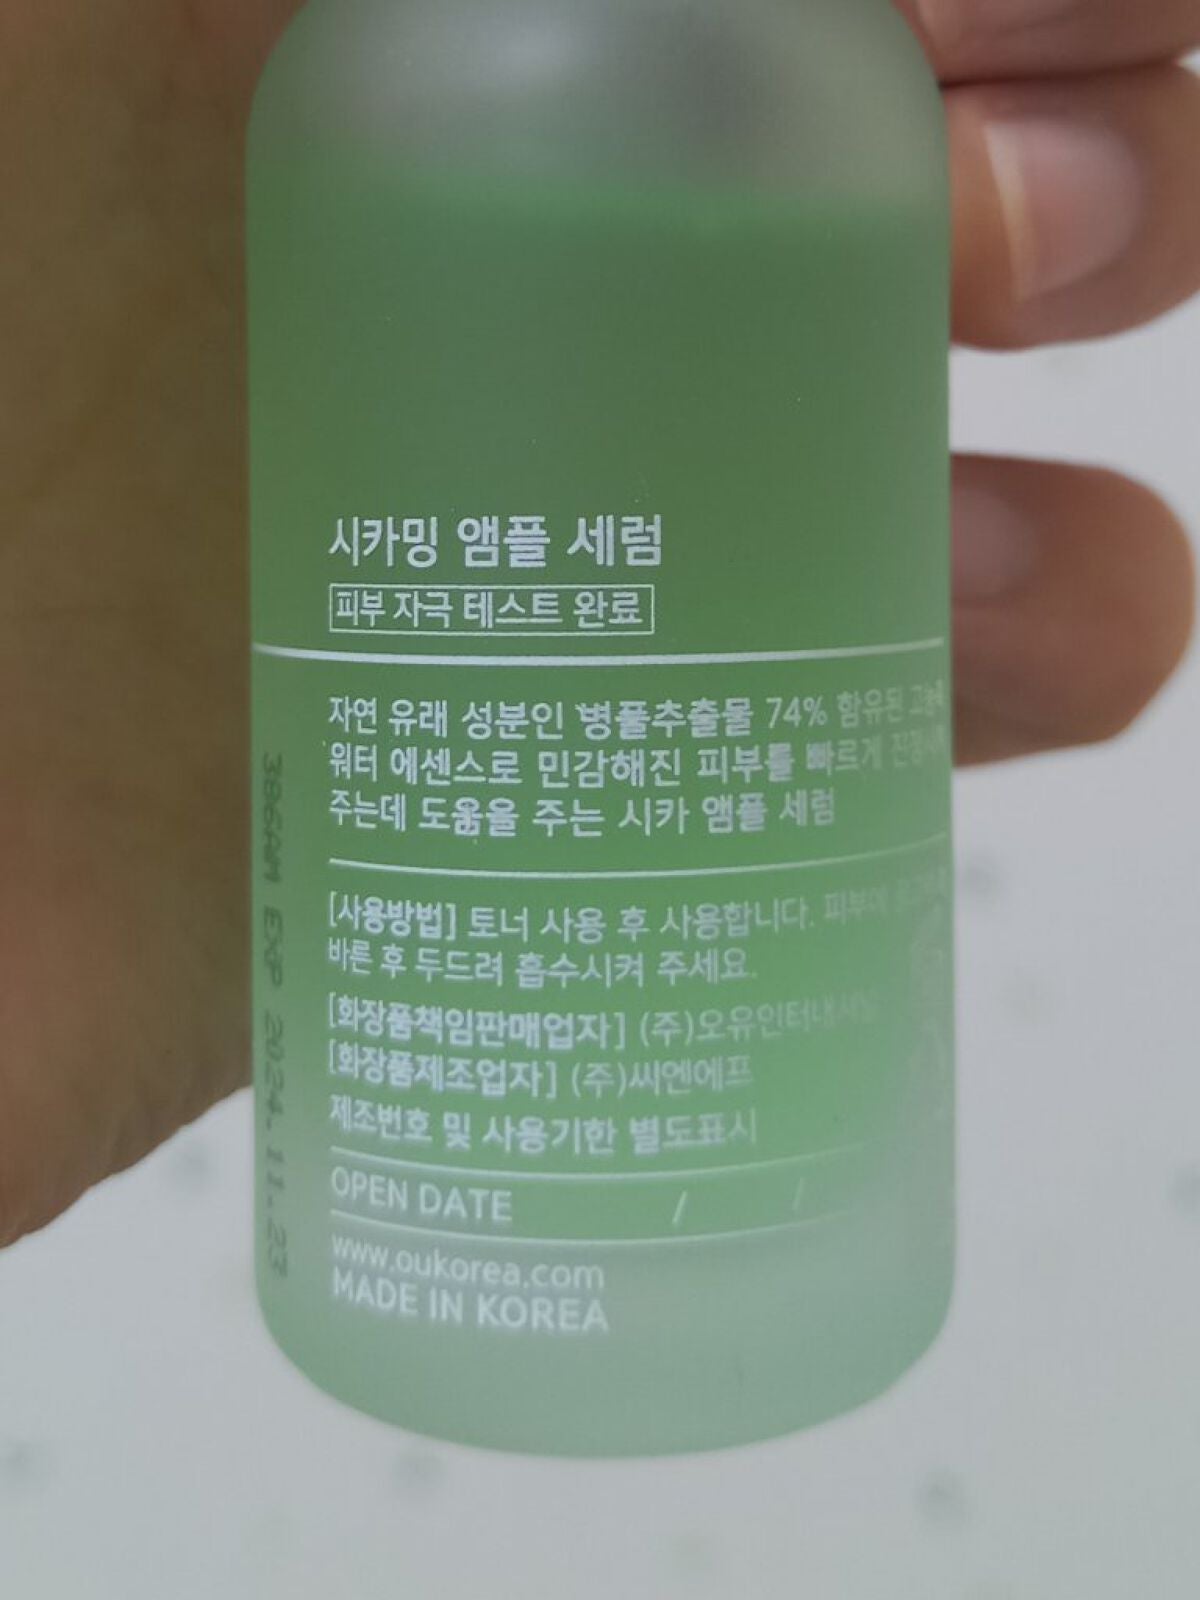 시카밍 앰플 세럼
피부 자극 테스트 완료
자연 유래 성분인 병풀추출물 74% 함유된
워터 에센스로 민감해진 피부를 빠르게
주는데 도움을 주는 시카 앰플 세럼
[사용방법] 토너 사용 후 사용합니다. 피부에
바른 후 두드려 흡수시켜 주세요.
[화장품책임판매업자] (주)오유인터내셔날
[화장품제조업자] (주)씨엔에프
제조번호 및 사용기한 별도표시
OPEN DATE / /
www.oukorea.com
MADE IN KOREA
EXP 2024.11.23